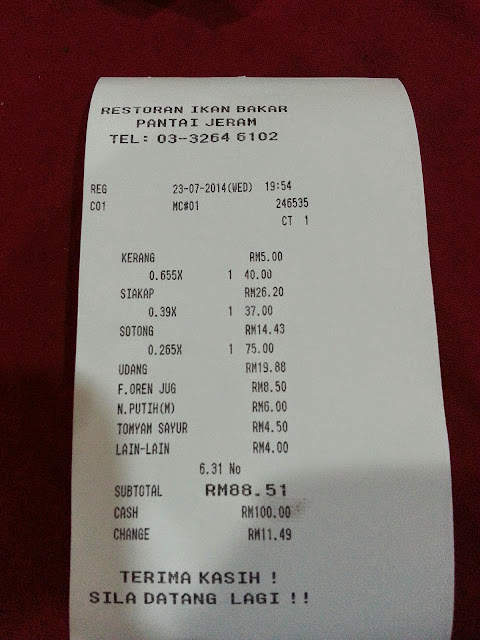 RESTORAN IKAN BAKAR
PANTAI JERAM
TEL: 03-3264 6102
REG 23-07-2014(WED) 19:54
C01 MC#01 246535
CT 1
KERANG RM5.00
0.655X 1 40.00
SIAKAP RM26.20
0.39X 1 37.00
SOTONG RM14.43
0.265X 1 75.00
UDANG RM19.88
F.OREN JUG RM8.50
N.PUTIH(M) RM6.00
TOMYAM SAYUR RM4.50
LAIN-LAIN RM4.00
6.31 No
SUBTOTAL RM88.51
CASH RM100.00
CHANGE RM11.49
TERIMA KASIH !
SILA DATANG LAGI !!